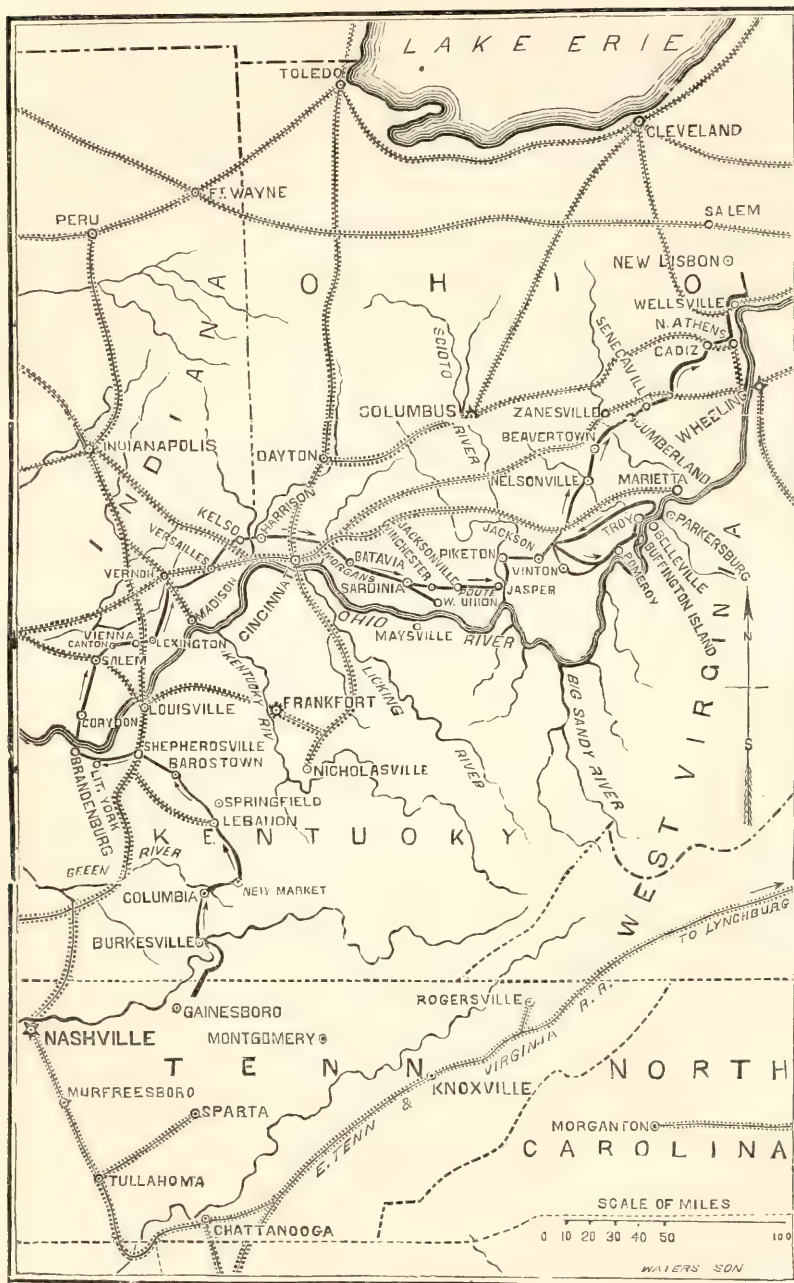 LAKE ERIE
TOLEDO
CLEVELAND
FT. WAYNE
PERU
SALEM
NEW LISBON
OHIO
INDIANA
WELLSVILLE
N. ATHENS
CADIZ
SCIOTO
RIVER
SENECAVILL
COLUMBUS
ZANESVILLE
CUMBERLAND
WHEELING
BEAVERTOWN
INDIANAPOLIS
DAYTON
NELSONVILLE
MARIETTA
HARRISON
KELSO
VERSAILLES
TROY
PARKERSBURG
BELLEVILLE
BUFFINGTON ISLAND
POMEROY
JACKSON
PIKETON
VINTON
JACKSONVILLE
WINCHESTER
BATAVIA
MORGANS
ROUTE
SARDINIA
JASPER
W. UNION
VERNON
MADISON
CINCINNATI
OHIO
RIVER
MAYSVILLE
VIENNA
CANTON
LEXINGTON
SALEM
KENTUCKY RIV
LICKING
RIVER
BIG SANDY RIVER
WEST VIRGINIA
N
S
CORYDON
LOUISVILLE
FRANKFORT
SHEPHERDSVILLE
BARDSTOWN
NICHOLASVILLE
BRANDENBURG
LIT. YORK
SPRINGFIELD
LEBANON
KENTUOKY
GREEN
RIVER
COLUMBIA
NEW MARKET
BURKESVILLE
TO LYNCHBURG
GAINESBORO
ROGERSVILLE
NASHVILLE
MONTGOMERY
TENN
E. TENN & VIRGINIA R.R.
KNOXVILLE
NORTH
CAROLINA
MURFREESBORO
SPARTA
MORGANTON
TULLAHOMA
CHATTANOOGA
SCALE OF MILES
0 10 20 30 40 50 100
WATERS SON